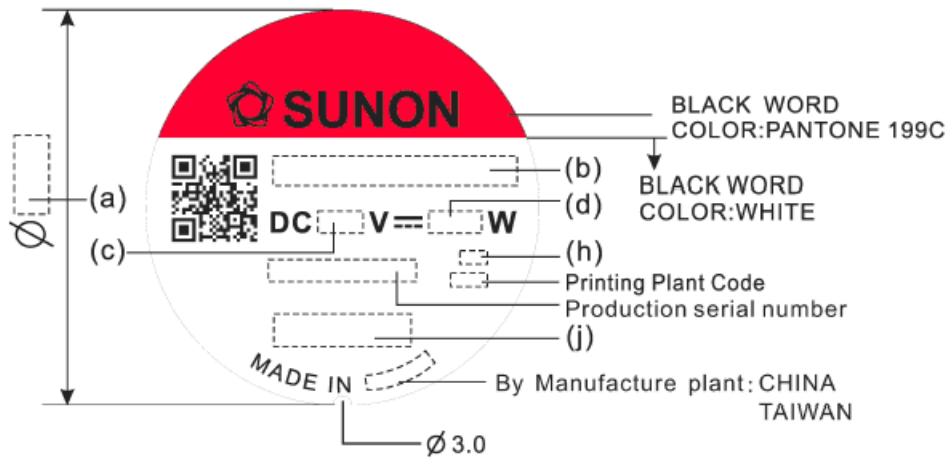 SUNON
BLACK WORD
COLOR:PANTONE 199C
(a)
(b)
BLACK WORD
COLOR:WHITE
(d)
DC V W
(c)
(h)
Printing Plant Code
Production serial number
(j)
MADE IN
By Manufacture plant: CHINA
TAIWAN
Ø
Ø 3.0